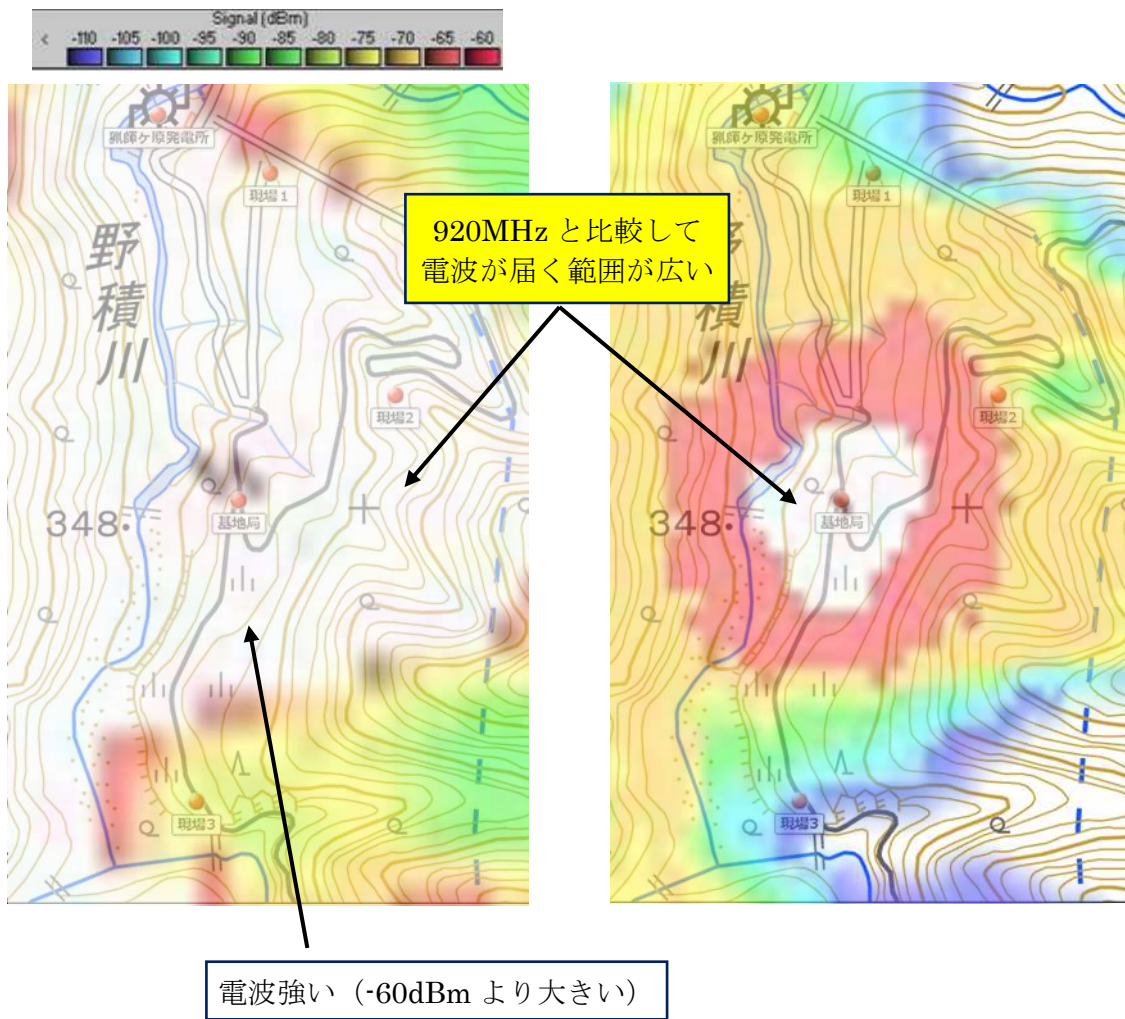 Signal (dBm)
< -110 -105 -100 -95 -90 -85 -80 -75 -70 -65 -60
猟師ケ原発電所
現場1
野積川
現場2
基地局
348
現場3
920MHz と比較して
電波が届く範囲が広い
猟師ケ原発電所
現場1
積川
現場2
基地局
348
現場3
電波強い（-60dBm より大きい）